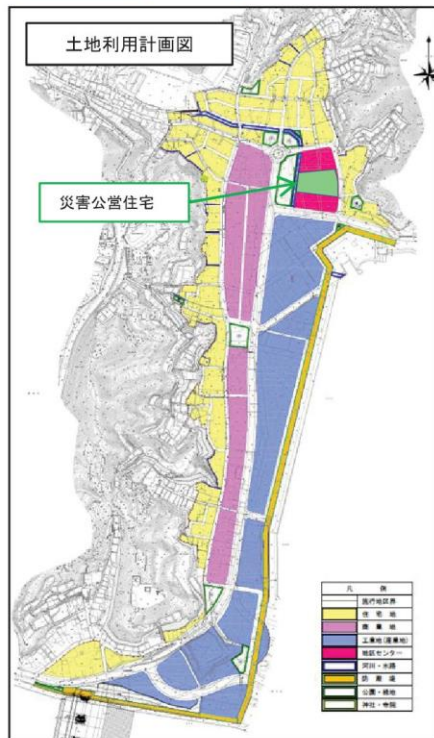 土地利用計画図
災害公営住宅
凡 例
施行地区界
住 宅 地
商 業 地
工業地(産業地)
地区センター
河川・水路
防 潮 堤
公園・緑地
神社・寺院